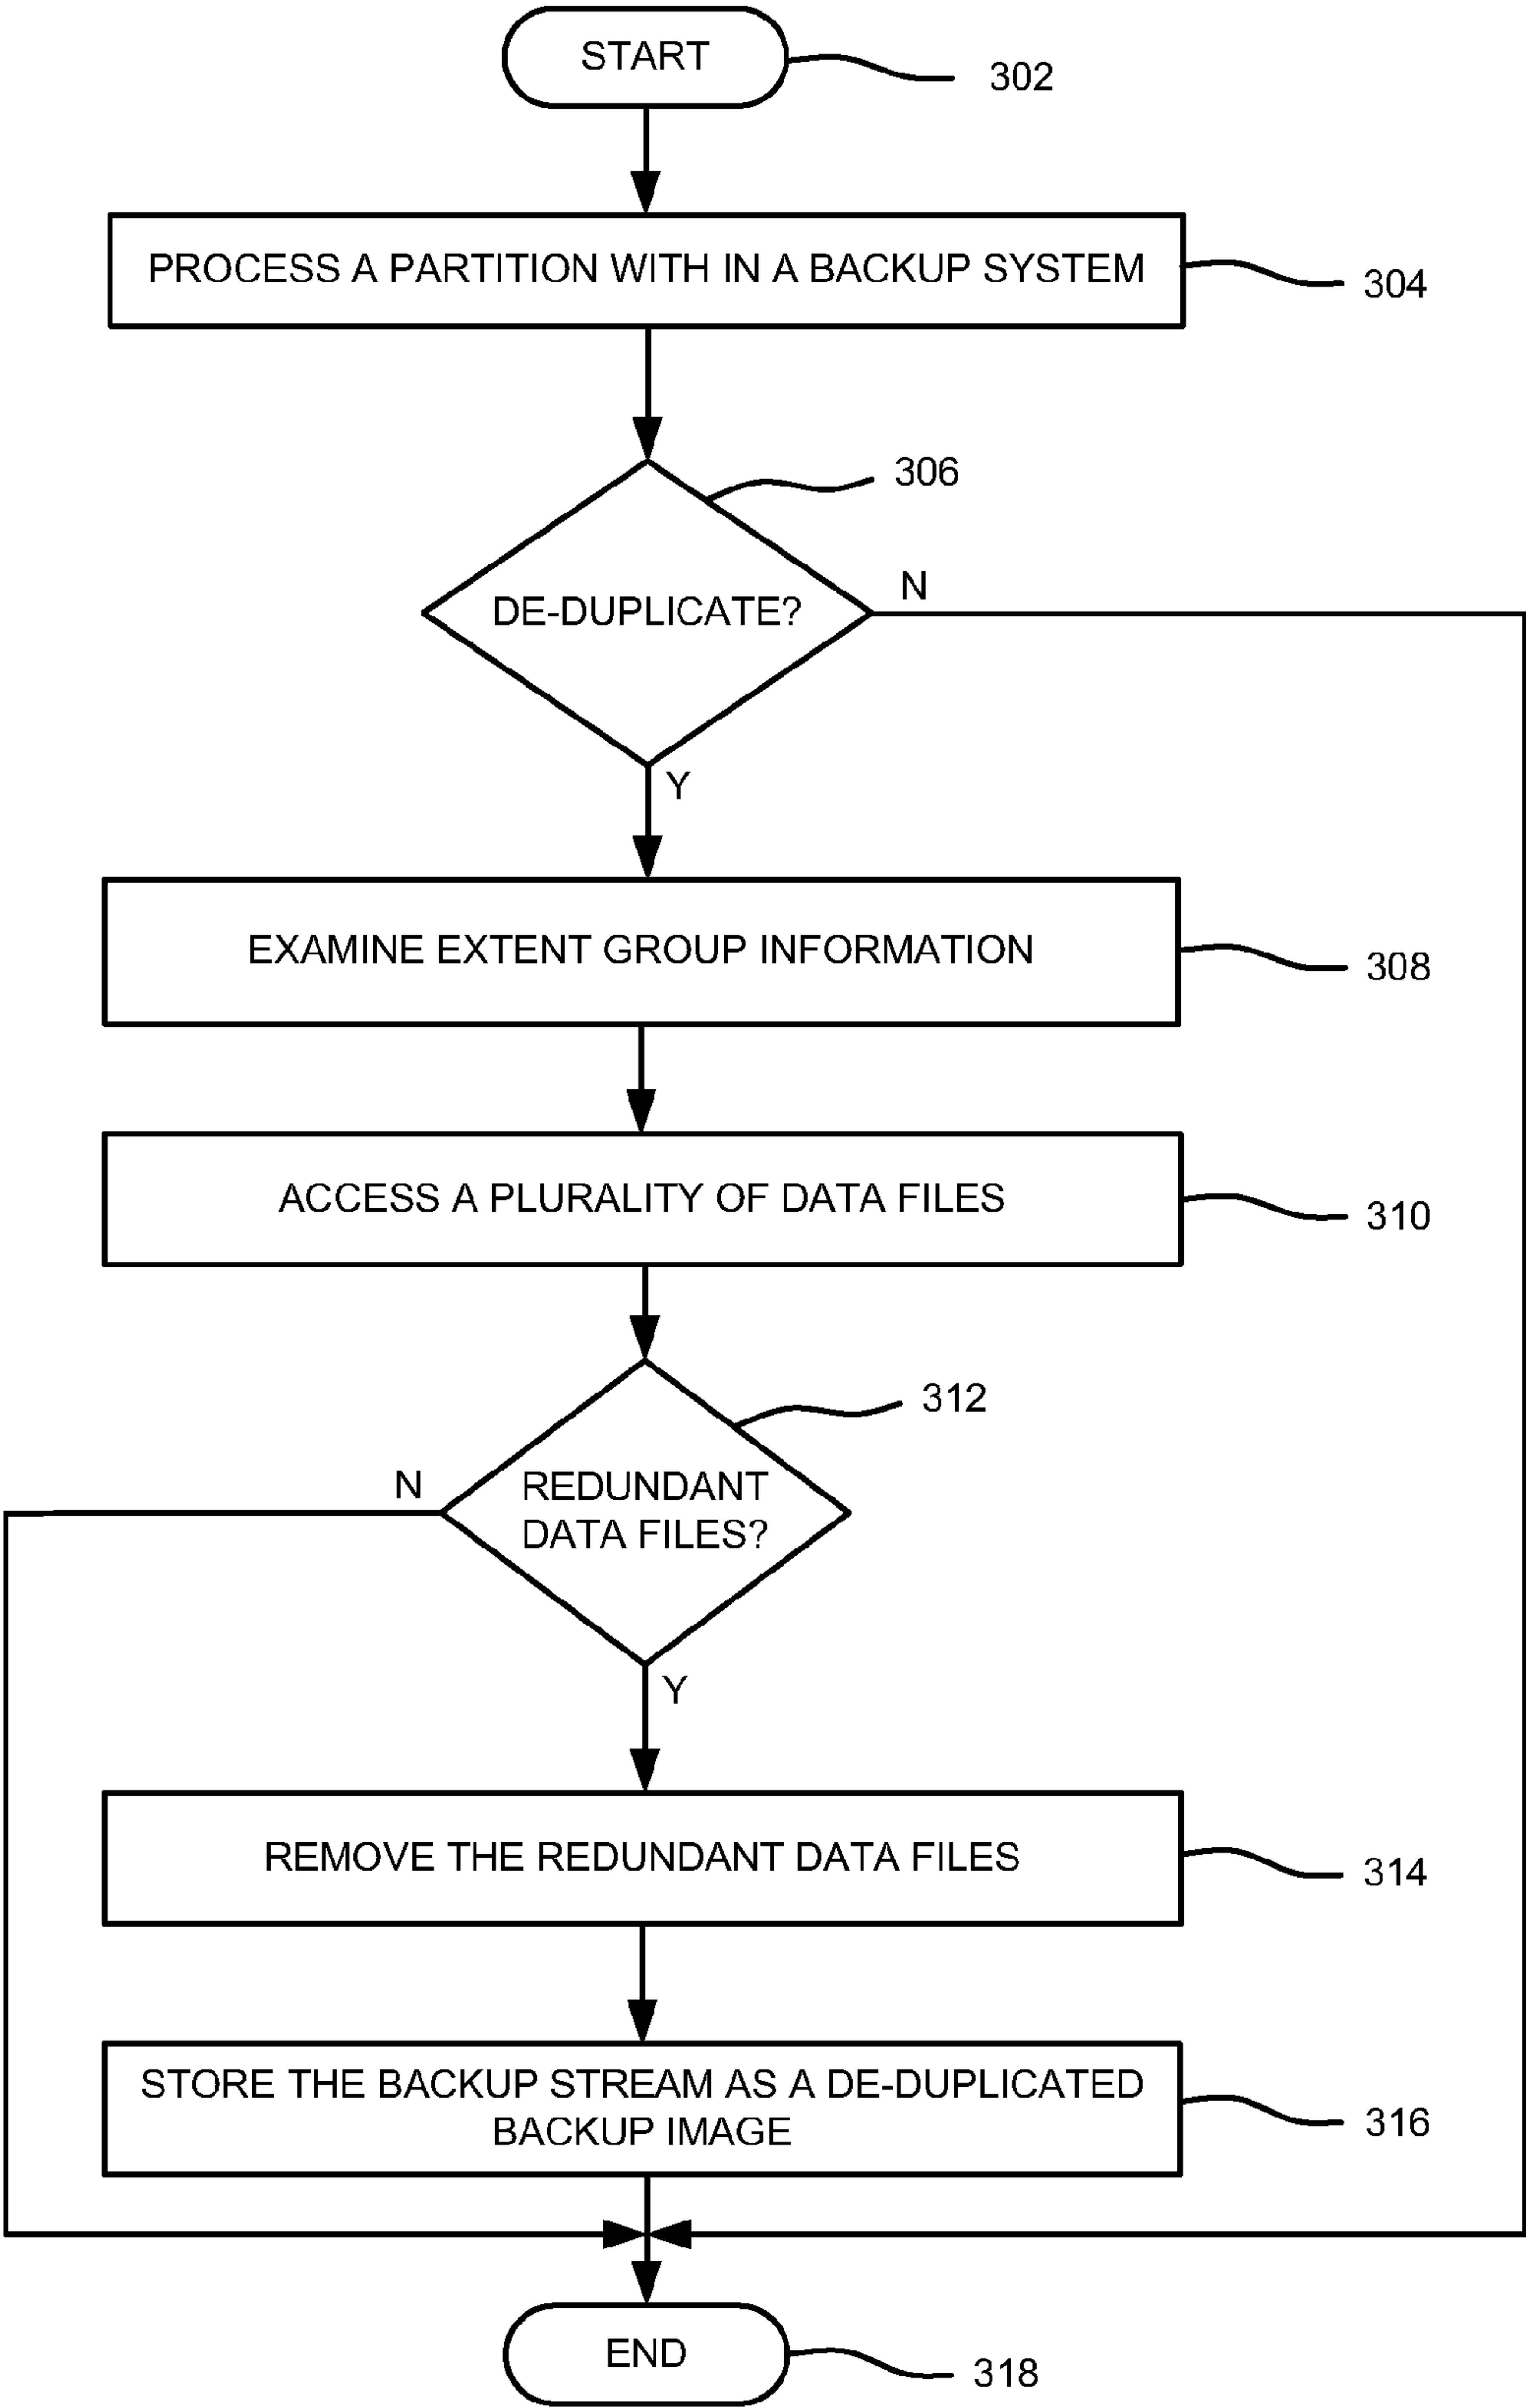 START
302
PROCESS A PARTITION WITH IN A BACKUP SYSTEM
304
306
DE-DUPLICATE?
N
Y
EXAMINE EXTENT GROUP INFORMATION
308
ACCESS A PLURALITY OF DATA FILES
310
312
N
REDUNDANT
DATA FILES?
Y
REMOVE THE REDUNDANT DATA FILES
314
STORE THE BACKUP STREAM AS A DE-DUPLICATED
BACKUP IMAGE
316
END
318